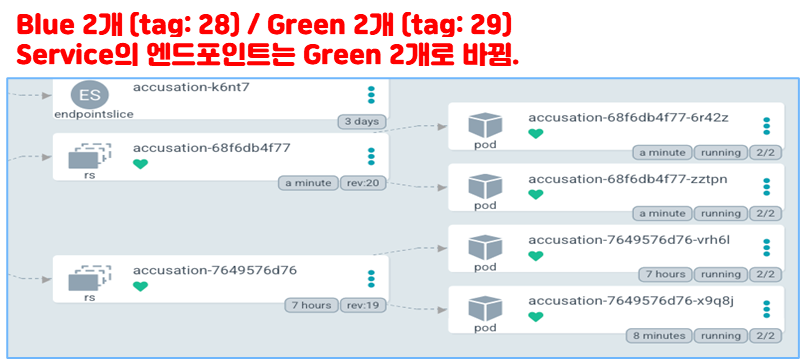 Blue 2개 (tag: 28) / Green 2개 (tag: 29)
Service의 엔드포인트는 Green 2개로 바뀜.
ES
endpointslice
accusation-k6nt7
3 days
rs
accusation-68f6db4f77
a minute rev:20
pod
accusation-68f6db4f77-6r42z
a minute running 2/2
pod
accusation-68f6db4f77-zztpn
a minute running 2/2
rs
accusation-7649576d76
7 hours rev:19
pod
accusation-7649576d76-vrh6l
7 hours running 2/2
pod
accusation-7649576d76-x9q8j
8 minutes running 2/2